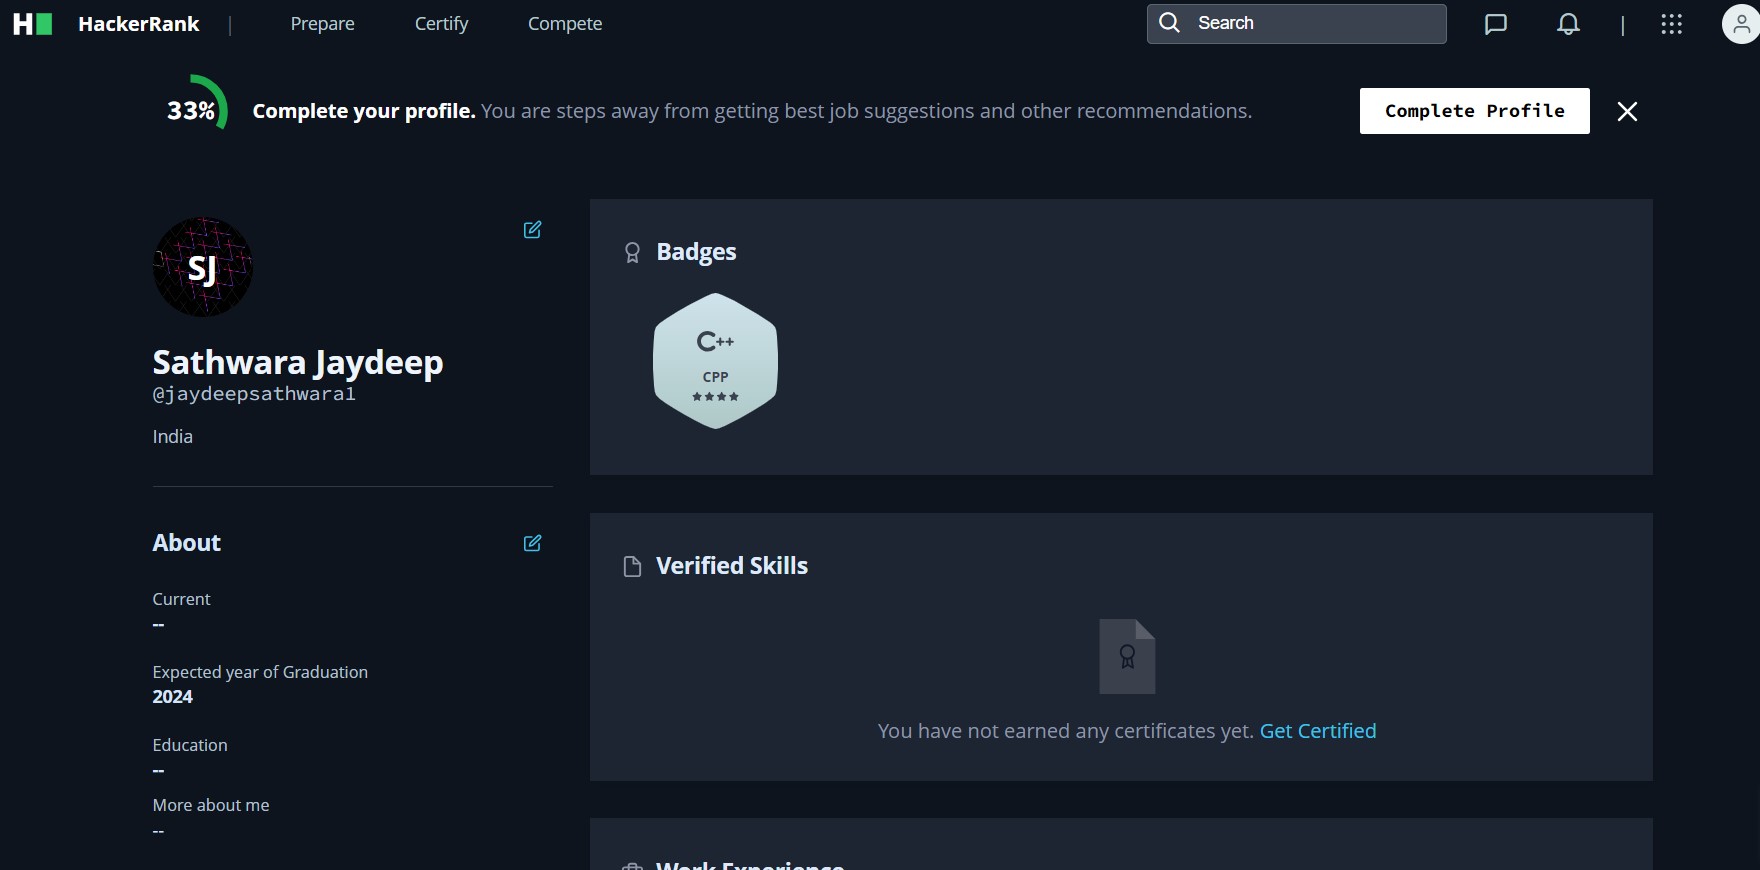 H HackerRank | Prepare Certify Compete Search |
33% Complete your profile. You are steps away from getting best job suggestions and other recommendations. Complete Profile
SJ
Sathwara Jaydeep
@jaydeepsathwara1
India
About
Current
--
Expected year of Graduation
2024
Education
--
More about me
--
Badges
C++
CPP
Verified Skills
You have not earned any certificates yet. Get Certified
Work Experience